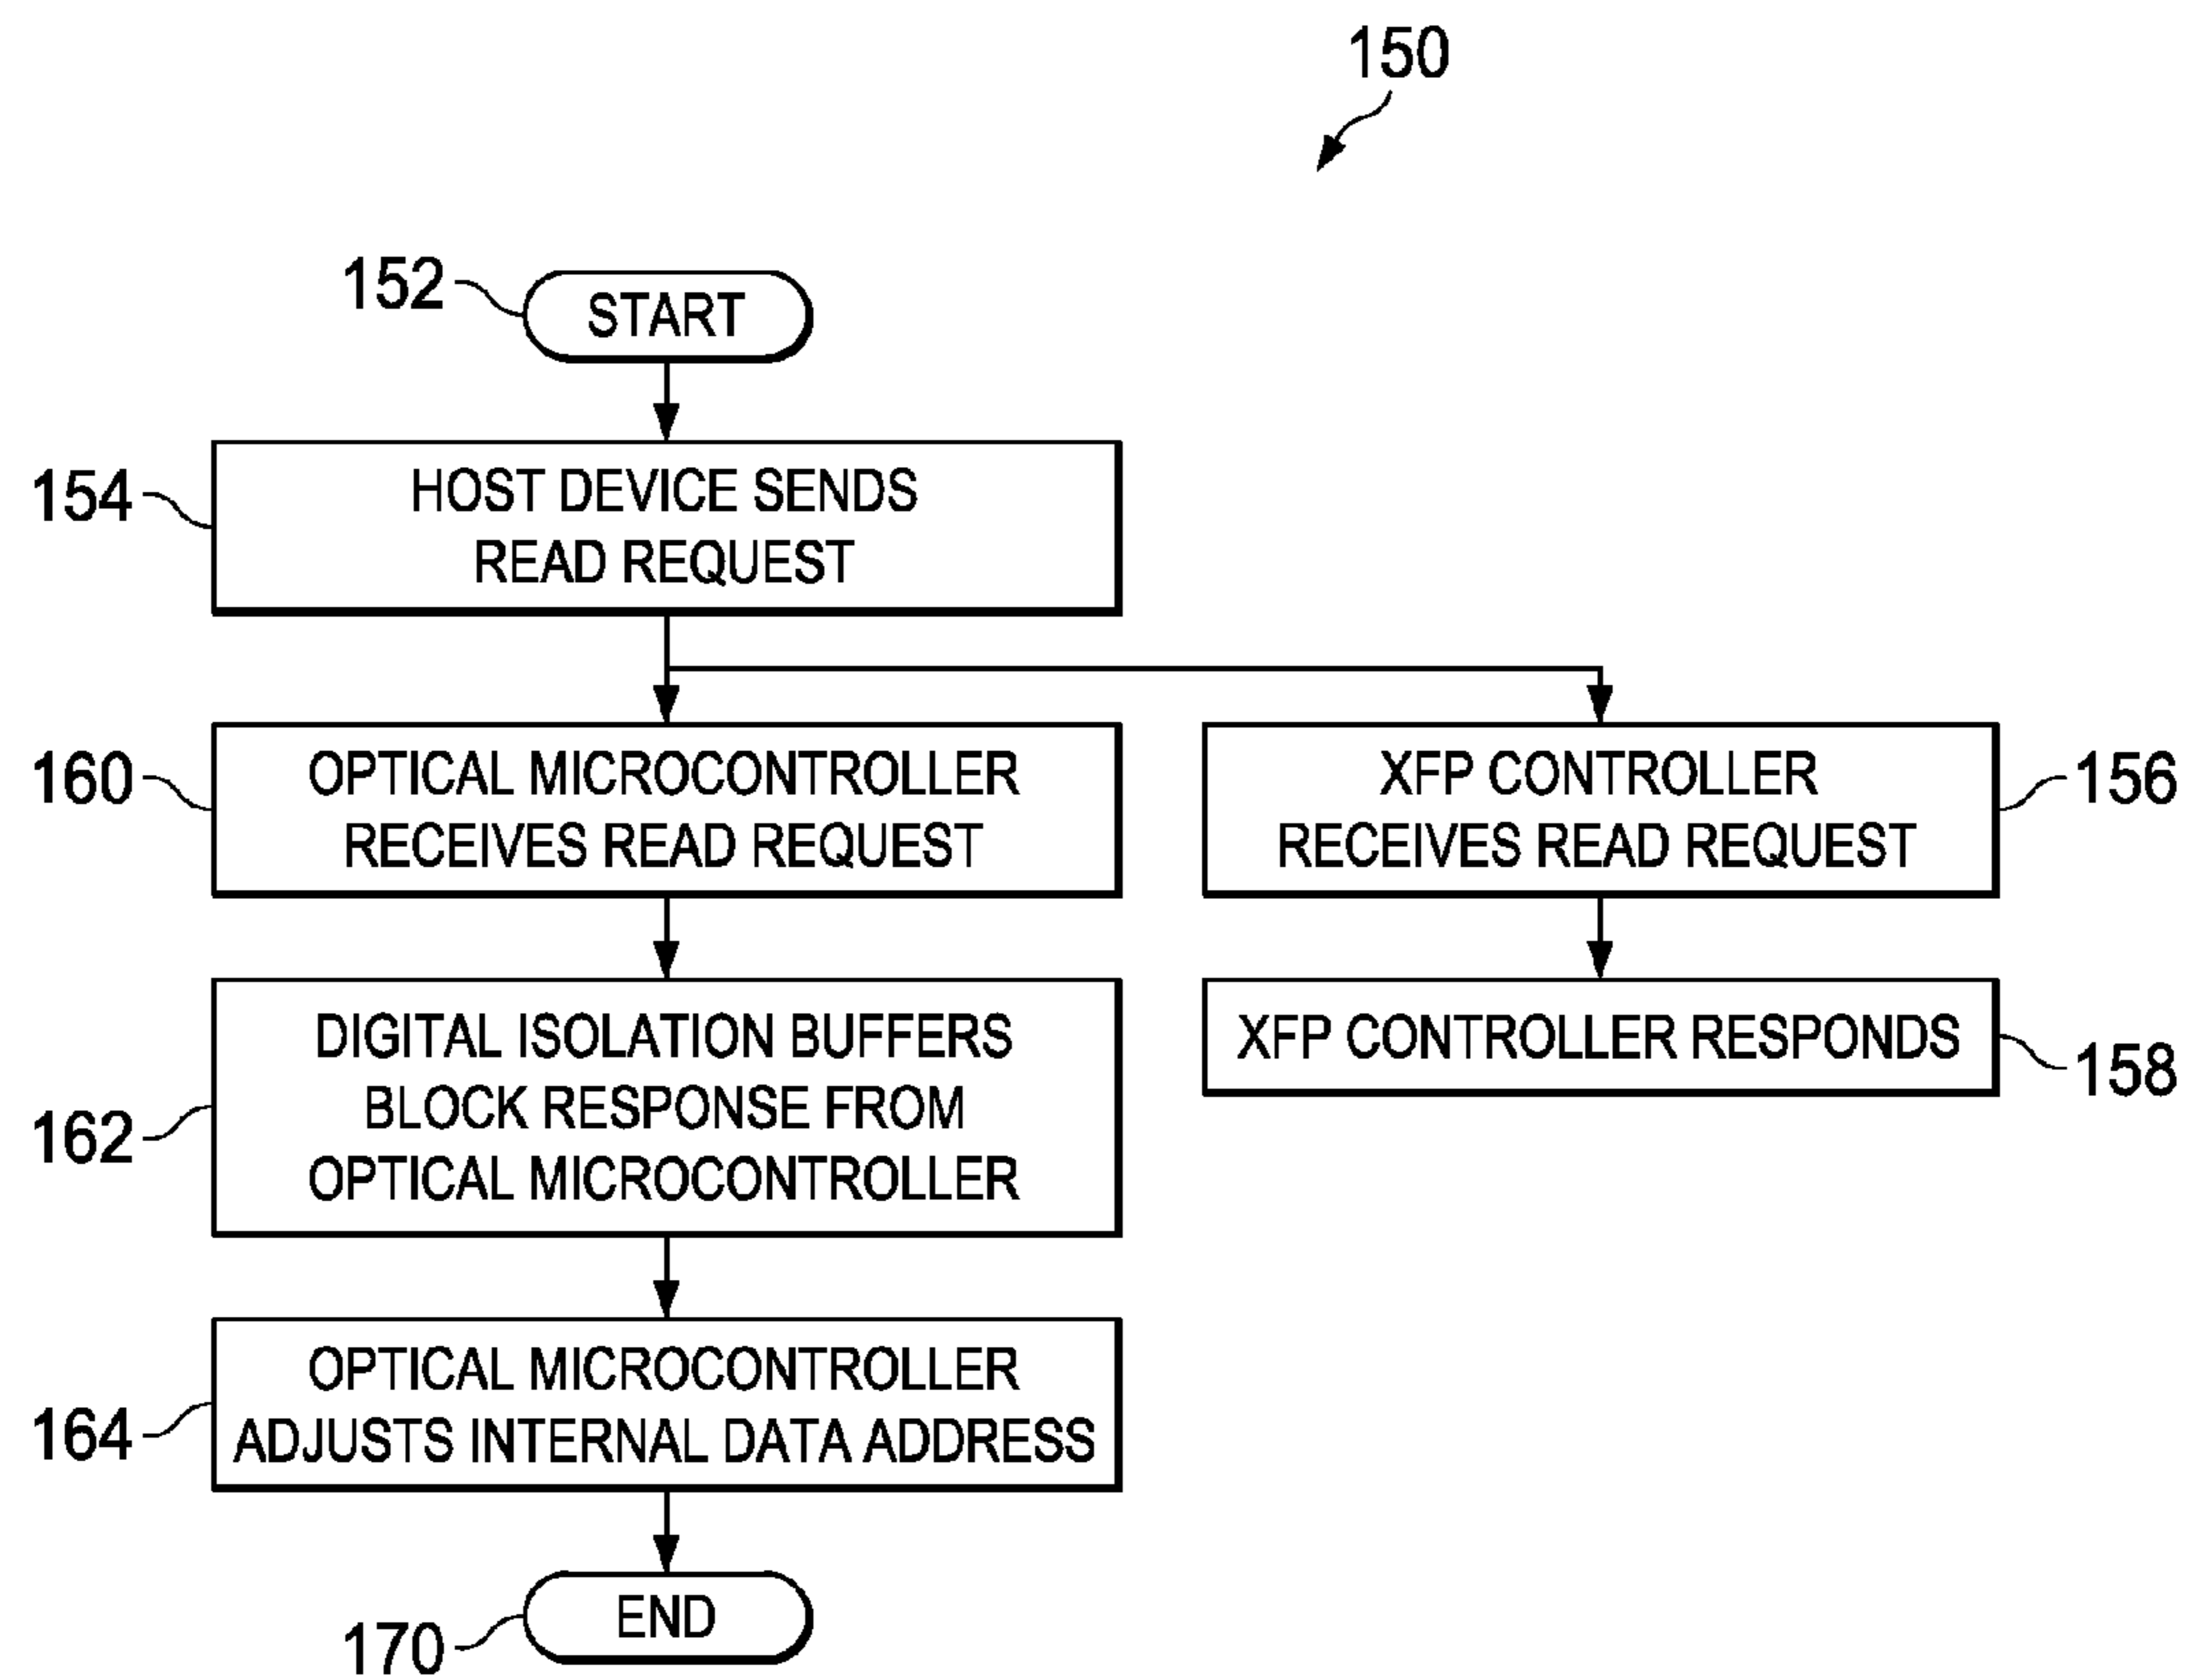 150
152
START
154
HOST DEVICE SENDS
READ REQUEST
160
OPTICAL MICROCONTROLLER
RECEIVES READ REQUEST
XFP CONTROLLER
RECEIVES READ REQUEST
156
162
DIGITAL ISOLATION BUFFERS
BLOCK RESPONSE FROM
OPTICAL MICROCONTROLLER
XFP CONTROLLER RESPONDS
158
164
OPTICAL MICROCONTROLLER
ADJUSTS INTERNAL DATA ADDRESS
END
170